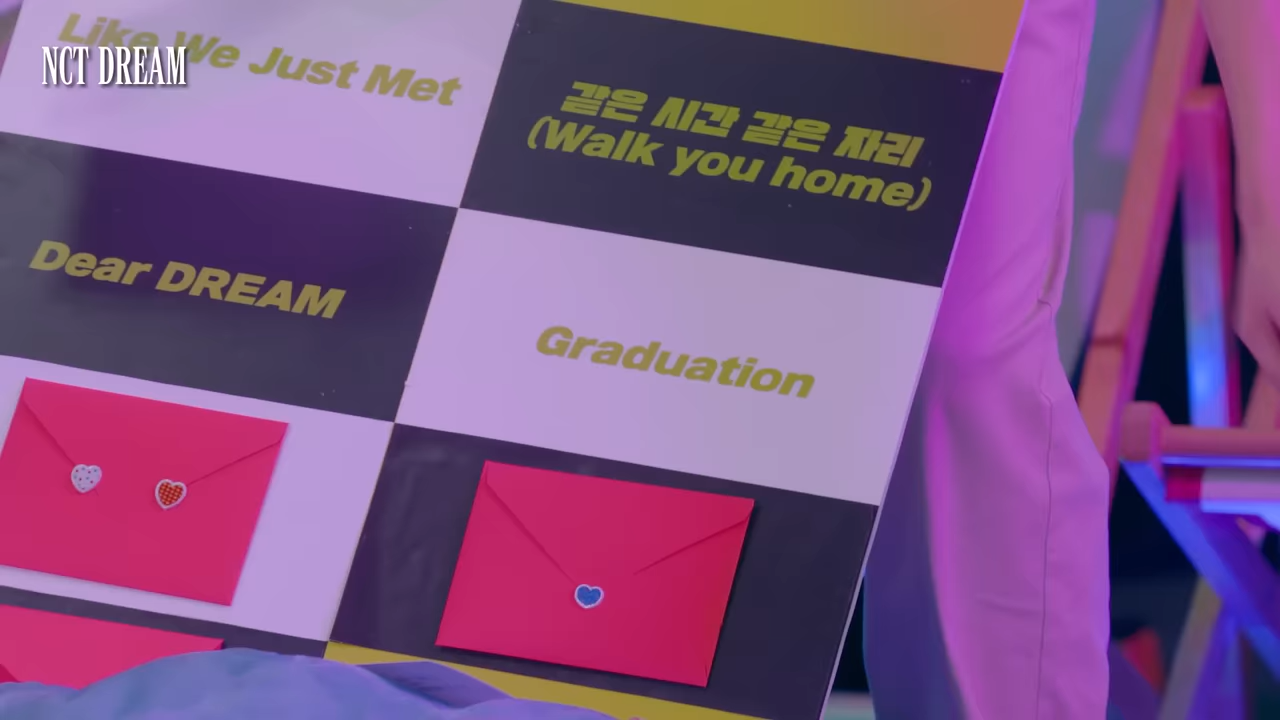 NCT DREAM
Like We Just Met
같은 시간 같은 자리
(Walk you home)
Dear DREAM
Graduation